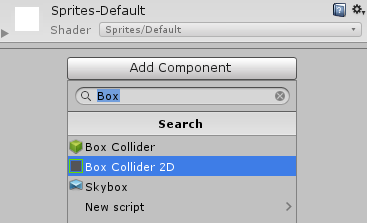 Sprites-Default
Shader Sprites/Default
Add Component
Box
Search
Box Collider
Box Collider 2D
Skybox
New script